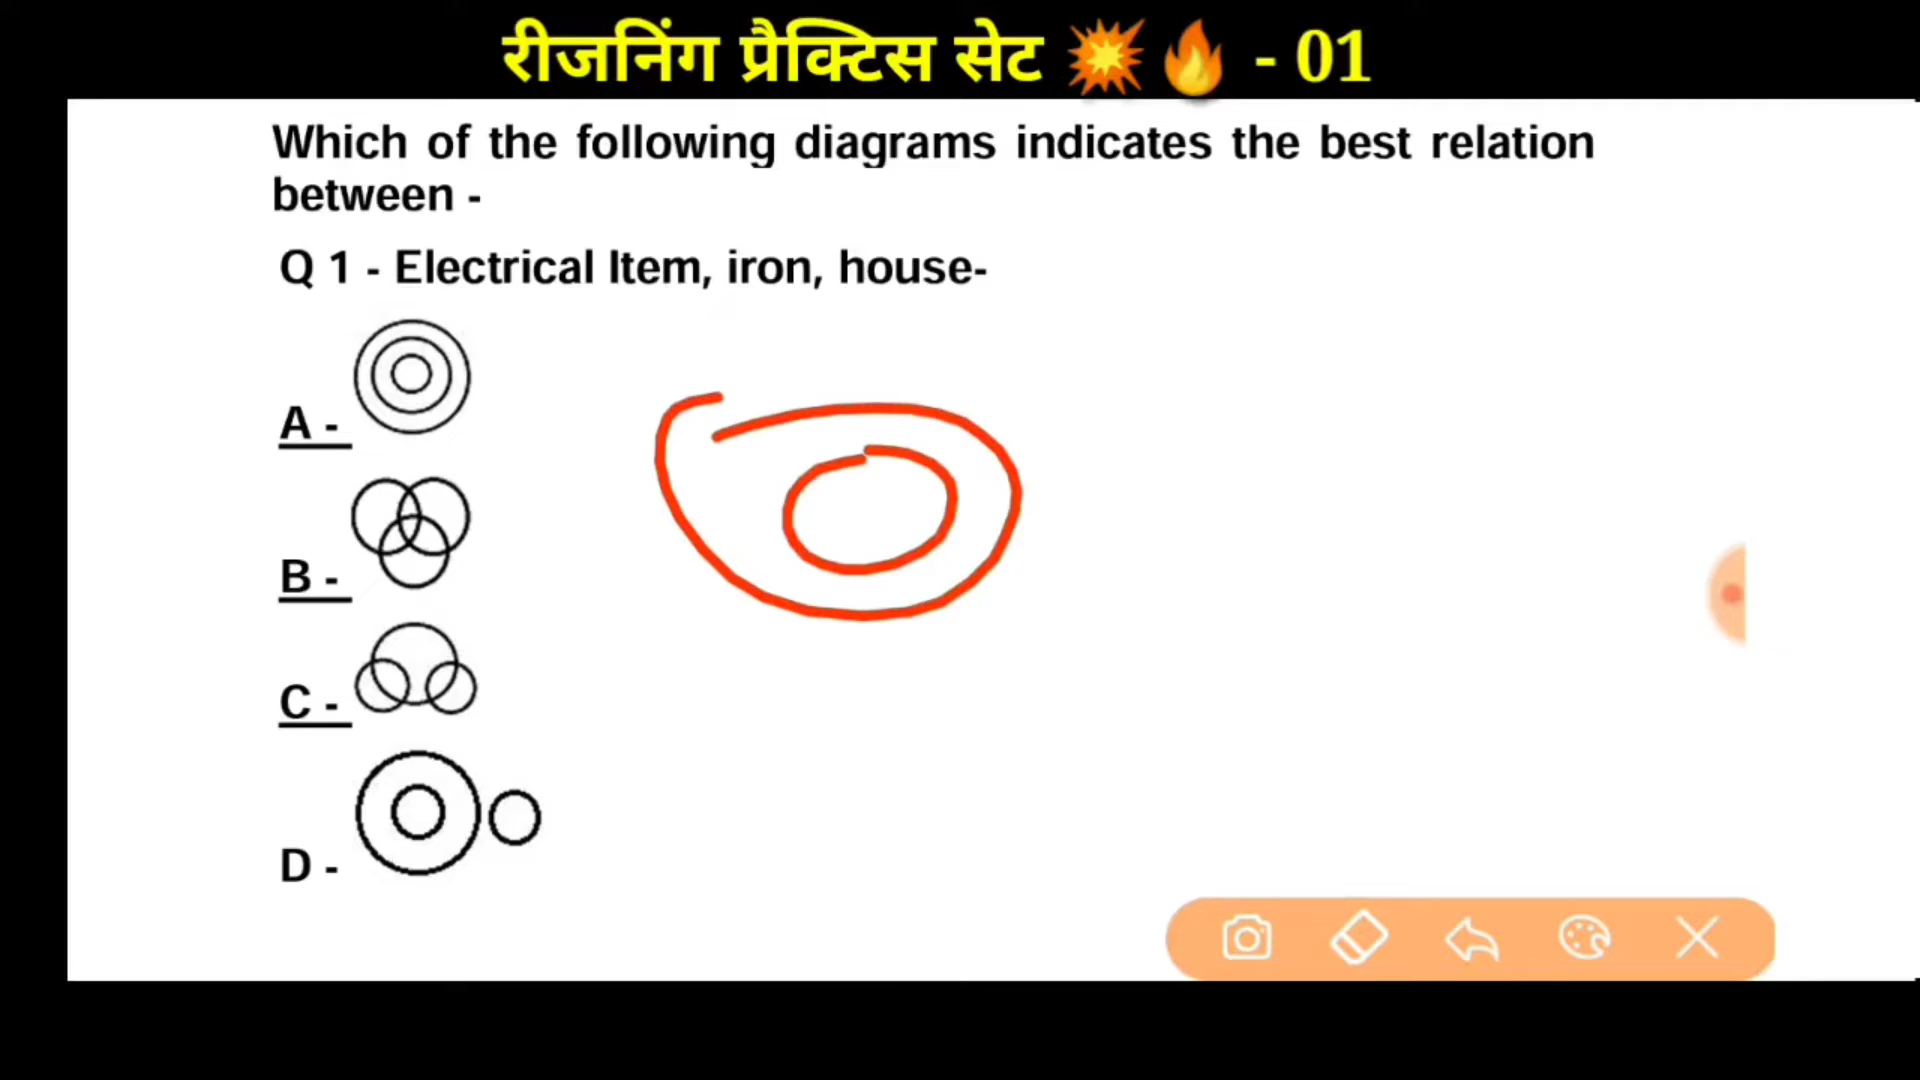 रीजनिंग प्रैक्टिस सेट 💥🔥 - 01
Which of the following diagrams indicates the best relation
between -
Q 1 - Electrical Item, iron, house-
A -
B -
C -
D -